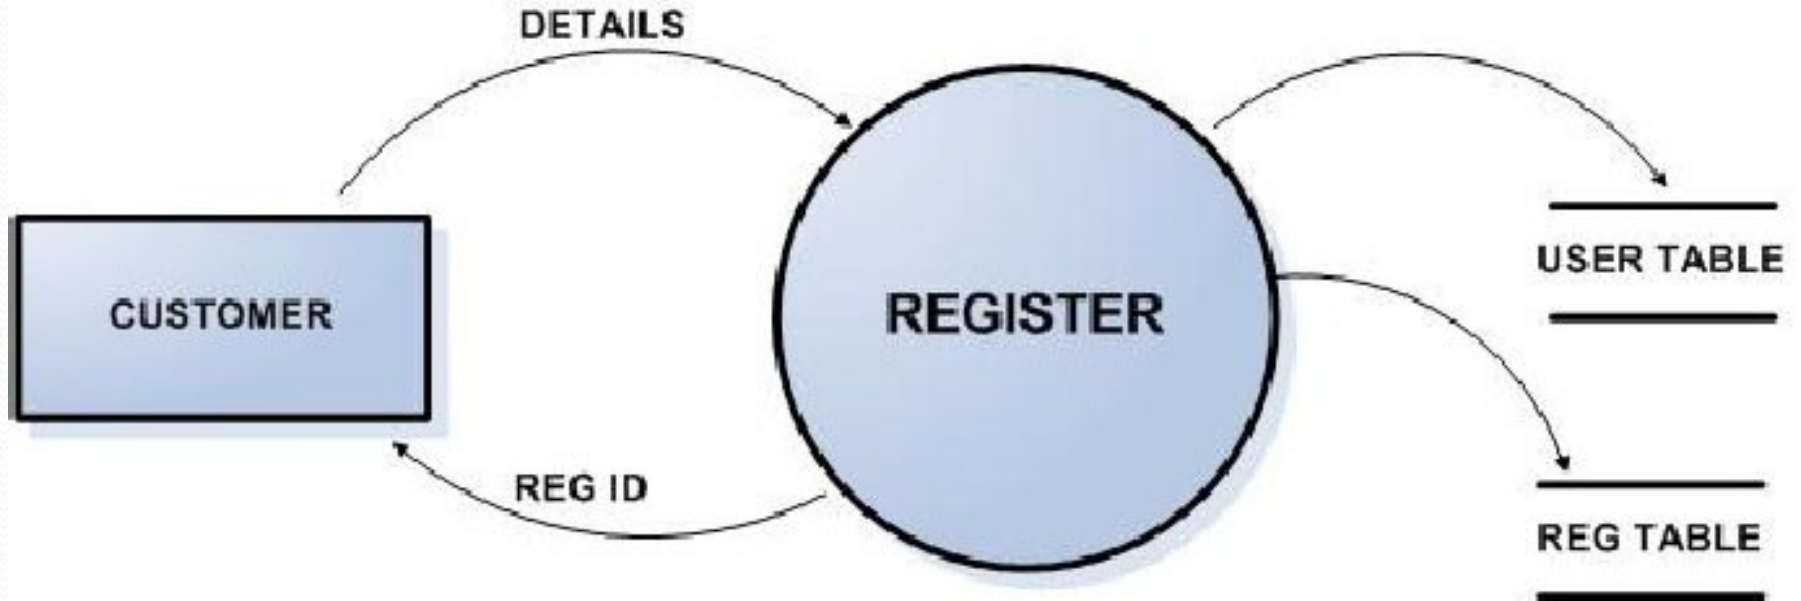 DETAILS
CUSTOMER
REGISTER
USER TABLE
REG ID
REG TABLE